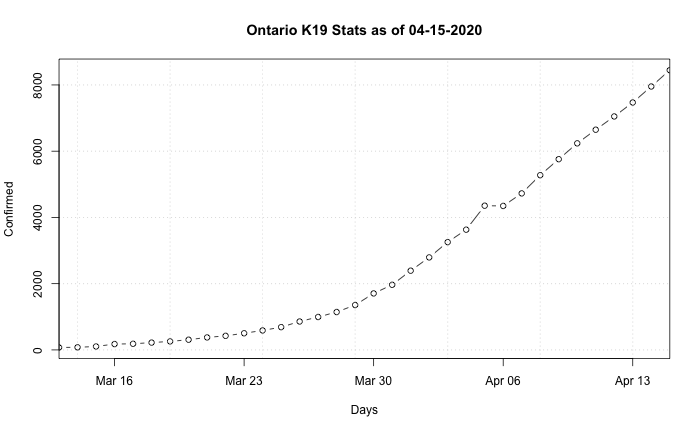 Ontario K19 Stats as of 04-15-2020
Confirmed
8000
6000
4000
2000
0
Mar 16 Mar 23 Mar 30 Apr 06 Apr 13
Days